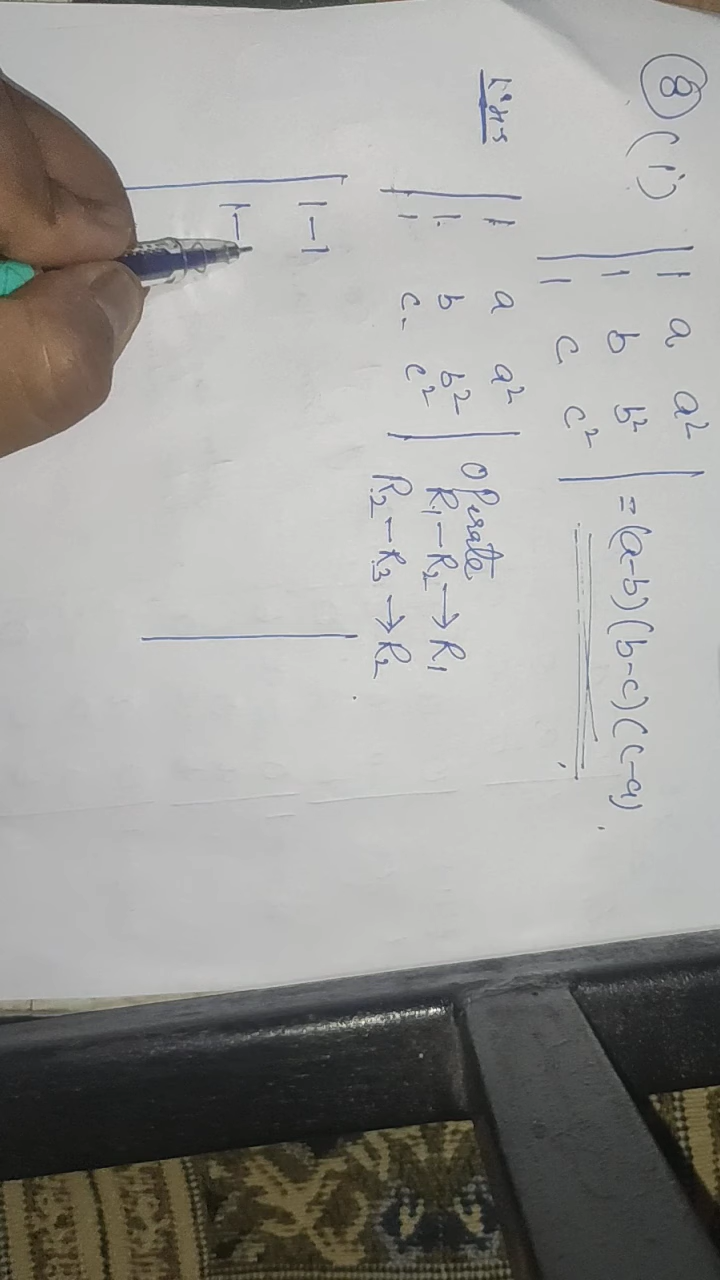 8 (i) | 1 a a² |
| 1 b b² | = (a-b)(b-c)(c-a)
| 1 c c² |
L.H.S
| 1 a a² | Operate
| 1 b b² | R₁-R₂→R₁
| 1 c c² | R₂-R₃→R₂
| 1-1 |
| 1- |